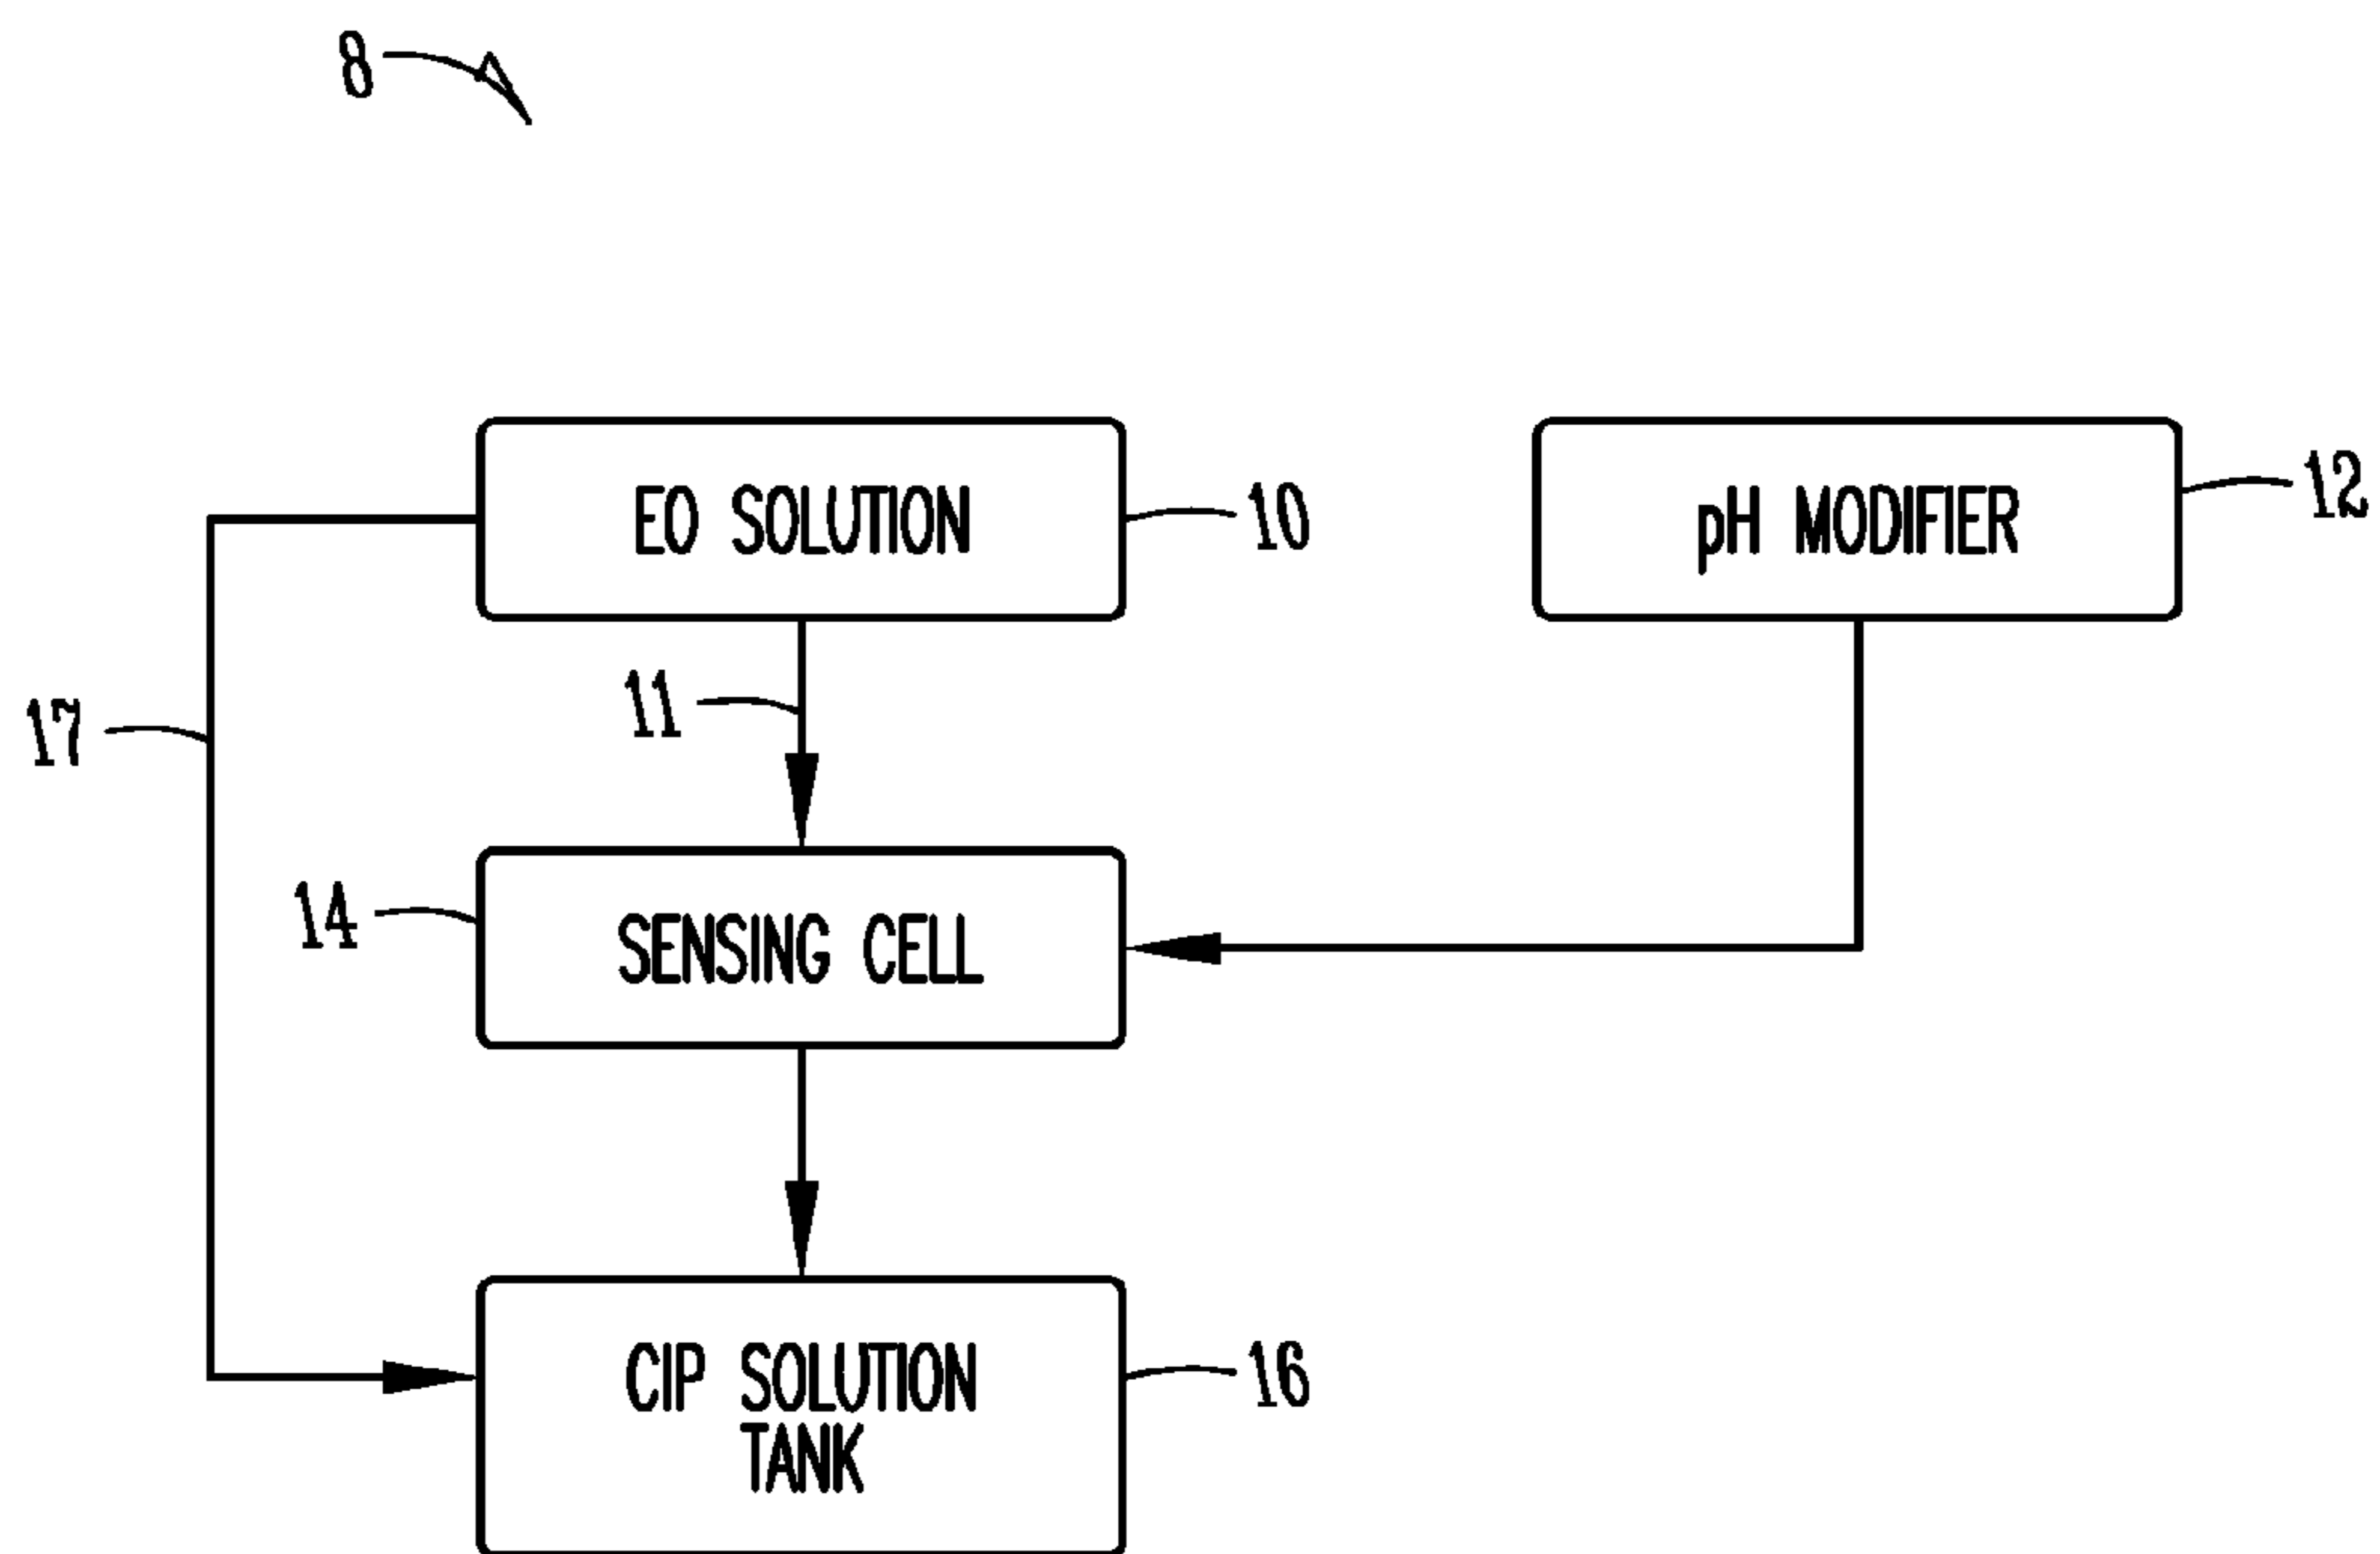 8
EO SOLUTION
10
pH MODIFIER
12
11
17
14
SENSING CELL
CIP SOLUTION
TANK
16